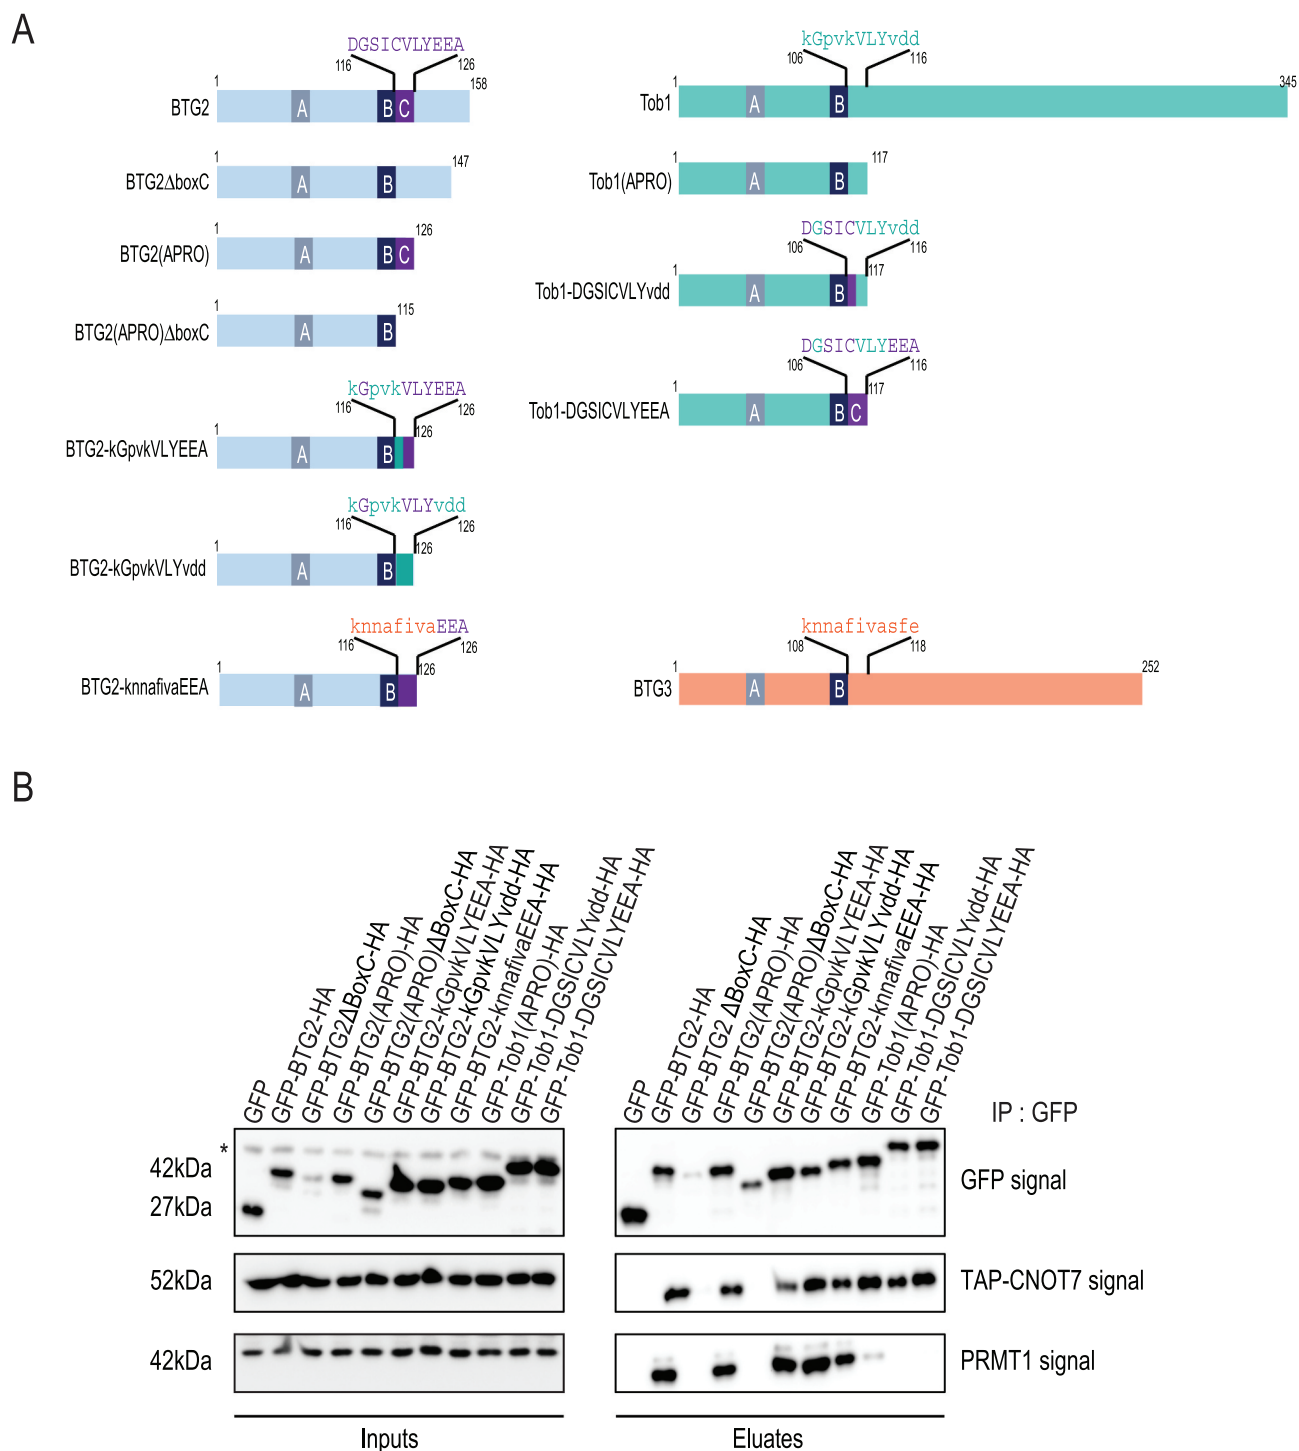 A
DGSICVLYEEA
116 126
1 158
BTG2 A B C
1 147
BTG2ΔboxC A B
1 126
BTG2(APRO) A B C
1 115
BTG2(APRO)ΔboxC A B
kGpvkVLYEEA
116 126
1 126
BTG2-kGpvkVLYEEA A B
kGpvkVLYvdd
116 126
1 126
BTG2-kGpvkVLYvdd A B
knnafivaEEA
116 126
1 126
BTG2-knnafivaEEA A B
kGpvkVLYvdd
106 116
1 345
Tob1 A B
1 117
Tob1(APRO) A B
DGSICVLYvdd
106 116
1 117
Tob1-DGSICVLYvdd A B
DGSICVLYEEA
106 116
1 117
Tob1-DGSICVLYEEA A B C
knnafivasfe
108 118
1 252
BTG3 A B
B
GFP
GFP-BTG2-HA
GFP-BTG2ΔBoxC-HA
GFP-BTG2(APRO)-HA
GFP-BTG2(APRO)ΔBoxC-HA
GFP-BTG2-kGpvkVLYEEA-HA
GFP-BTG2-kGpvkVLYvdd-HA
GFP-BTG2-knnafivaEEA-HA
GFP-Tob1(APRO)-HA
GFP-Tob1-DGSICVLYvdd-HA
GFP-Tob1-DGSICVLYEEA-HA
GFP
GFP-BTG2-HA
GFP-BTG2 ΔBoxC-HA
GFP-BTG2(APRO)-HA
GFP-BTG2(APRO)ΔBoxC-HA
GFP-BTG2-kGpvkVLYEEA-HA
GFP-BTG2-kGpvkVLYvdd-HA
GFP-BTG2-knnafivaEEA-HA
GFP-Tob1(APRO)-HA
GFP-Tob1-DGSICVLYvdd-HA
GFP-Tob1-DGSICVLYEEA-HA
IP : GFP
*
42kDa
27kDa
GFP signal
52kDa
TAP-CNOT7 signal
42kDa
PRMT1 signal
Inputs
Eluates